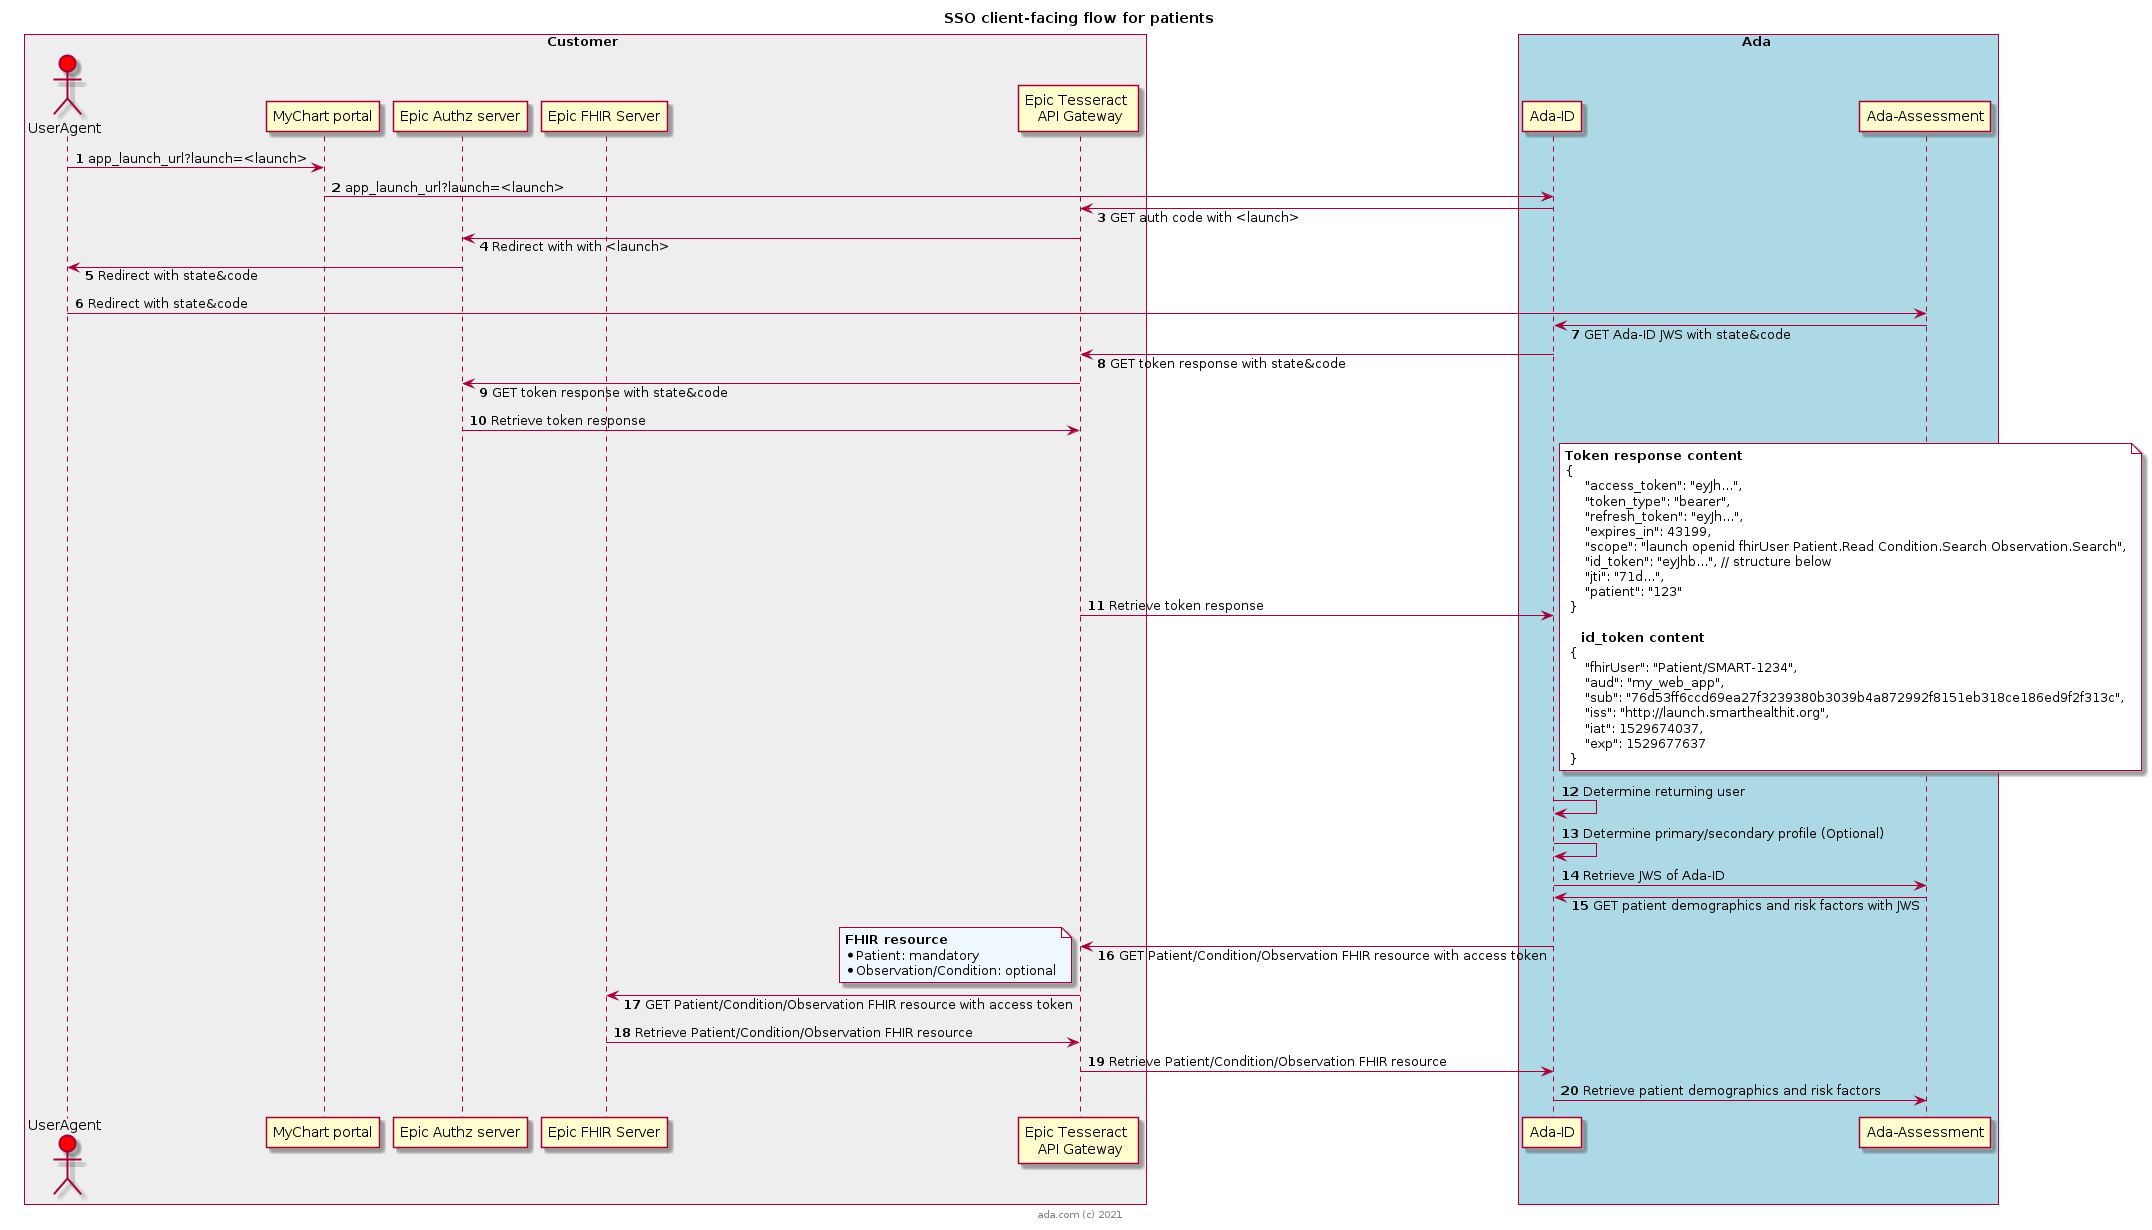 SSO client-facing flow for patients
Customer
Ada
UserAgent
MyChart portal
Epic Authz server
Epic FHIR Server
Epic Tesseract
API Gateway
Ada-ID
Ada-Assessment
1 app_launch_url?launch=<launch>
2 app_launch_url?launch=<launch>
3 GET auth code with <launch>
4 Redirect with with <launch>
5 Redirect with state&code
6 Redirect with state&code
7 GET Ada-ID JWS with state&code
8 GET token response with state&code
9 GET token response with state&code
10 Retrieve token response
Token response content
{
"access_token": "eyJh...",
"token_type": "bearer",
"refresh_token": "eyJh...",
"expires_in": 43199,
"scope": "launch openid fhirUser Patient.Read Condition.Search Observation.Search",
"id_token": "eyJhb...", // structure below
"jti": "71d...",
"patient": "123"
}
id_token content
{
"fhirUser": "Patient/SMART-1234",
"aud": "my_web_app",
"sub": "76d53ff6ccd69ea27f3239380b3039b4a872992f8151eb318ce186ed9f2f313c",
"iss": "http://launch.smarthealthit.org",
"iat": 1529674037,
"exp": 1529677637
}
11 Retrieve token response
12 Determine returning user
13 Determine primary/secondary profile (Optional)
14 Retrieve JWS of Ada-ID
15 GET patient demographics and risk factors with JWS
FHIR resource
• Patient: mandatory
• Observation/Condition: optional
16 GET Patient/Condition/Observation FHIR resource with access token
17 GET Patient/Condition/Observation FHIR resource with access token
18 Retrieve Patient/Condition/Observation FHIR resource
19 Retrieve Patient/Condition/Observation FHIR resource
20 Retrieve patient demographics and risk factors
UserAgent
MyChart portal
Epic Authz server
Epic FHIR Server
Epic Tesseract
API Gateway
Ada-ID
Ada-Assessment
ada.com (c) 2021